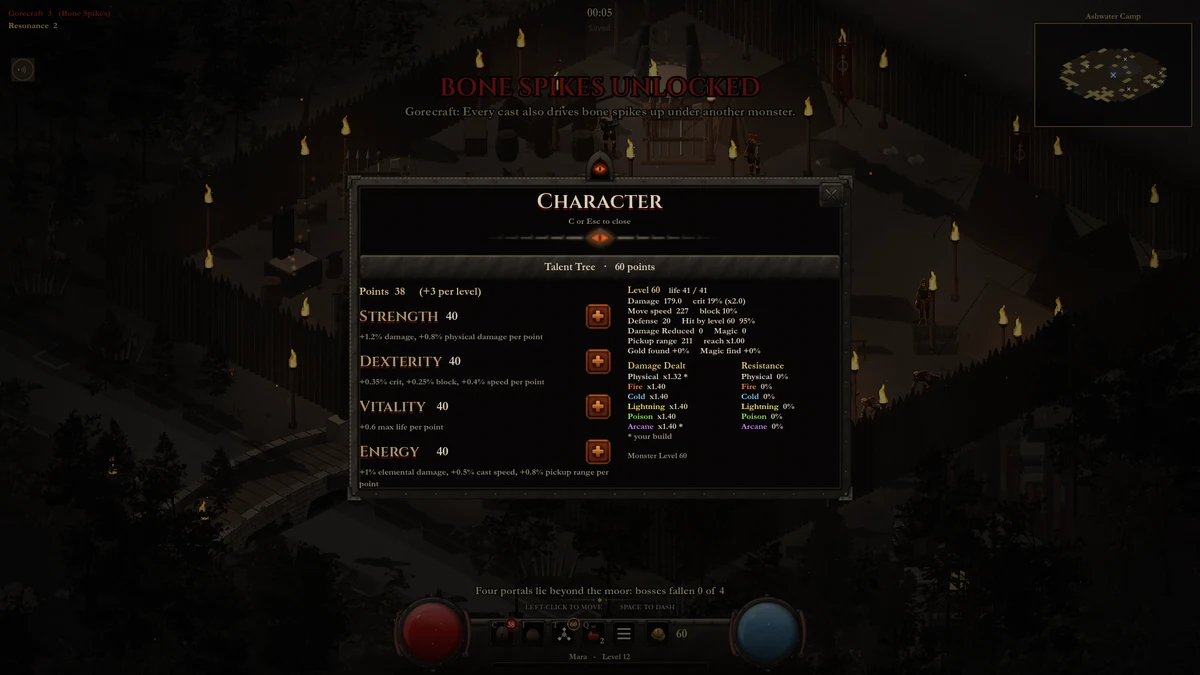 Gorecraft 3 (Bone Spikes)
Resonance 2
00:05
Saved
Ashwater Camp
BONE SPIKES UNLOCKED
Gorecraft: Every cast also drives bone spikes up under another monster.
CHARACTER
C or Esc to close
Talent Tree · 60 points
Points 38 (+3 per level)
STRENGTH 40
+1.2% damage, +0.8% physical damage per point
DEXTERITY 40
+0.35% crit, +0.25% block, +0.4% speed per point
VITALITY 40
+0.6 max life per point
ENERGY 40
+1% elemental damage, +0.5% cast speed, +0.8% pickup range per
point
Level 60 life 41 / 41
Damage 179.0 crit 19% (x2.0)
Move speed 227 block 10%
Defense 20 Hit by level 60 95%
Damage Reduced 0 Magic 0
Pickup range 211 reach x1.00
Gold found +0% Magic find +0%
Damage Dealt Resistance
Physical x1.32 * Physical 0%
Fire x1.40 Fire 0%
Cold x1.40 Cold 0%
Lightning x1.40 Lightning 0%
Poison x1.40 Poison 0%
Arcane x1.40 * Arcane 0%
* your build
Monster Level 60
Four portals lie beyond the moor: bosses fallen 0 of 4
LEFT CLICK TO MOVE SPACE TO DASH
C 38 I T 60 Q 2 60
Mara - Level 12